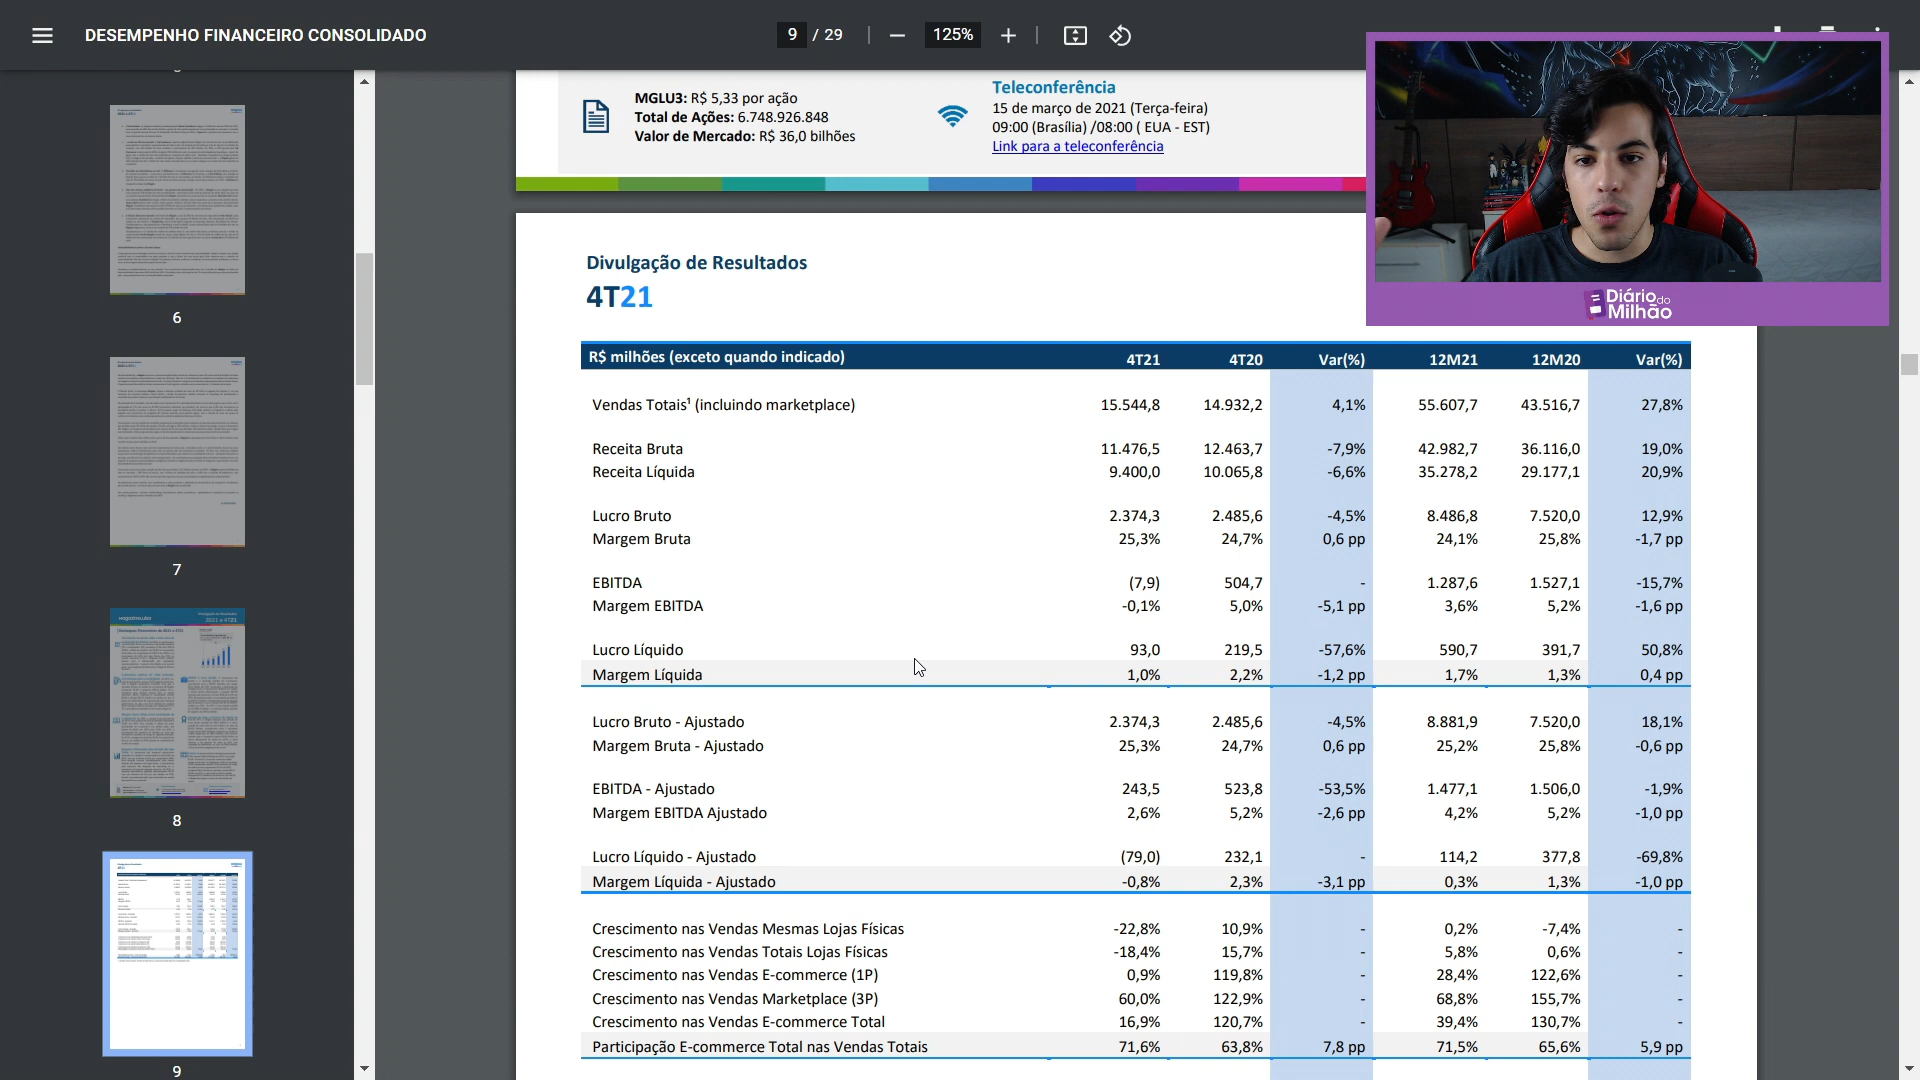 DESEMPENHO FINANCEIRO CONSOLIDADO
9 / 29
125%
6
7
8
9
MGLU3: R$ 5,33 por ação
Total de Ações: 6.748.926.848
Valor de Mercado: R$ 36,0 bilhões
Teleconferência
15 de março de 2021 (Terça-feira)
09:00 (Brasília) /08:00 ( EUA - EST)
Link para a teleconferência
Diário do
Milhão
Divulgação de Resultados
4T21
R$ milhões (exceto quando indicado) 4T21 4T20 Var(%) 12M21 12M20 Var(%)
Vendas Totais¹ (incluindo marketplace) 15.544,8 14.932,2 4,1% 55.607,7 43.516,7 27,8%
Receita Bruta 11.476,5 12.463,7 -7,9% 42.982,7 36.116,0 19,0%
Receita Líquida 9.400,0 10.065,8 -6,6% 35.278,2 29.177,1 20,9%
Lucro Bruto 2.374,3 2.485,6 -4,5% 8.486,8 7.520,0 12,9%
Margem Bruta 25,3% 24,7% 0,6 pp 24,1% 25,8% -1,7 pp
EBITDA (7,9) 504,7 - 1.287,6 1.527,1 -15,7%
Margem EBITDA -0,1% 5,0% -5,1 pp 3,6% 5,2% -1,6 pp
Lucro Líquido 93,0 219,5 -57,6% 590,7 391,7 50,8%
Margem Líquida 1,0% 2,2% -1,2 pp 1,7% 1,3% 0,4 pp
Lucro Bruto - Ajustado 2.374,3 2.485,6 -4,5% 8.881,9 7.520,0 18,1%
Margem Bruta - Ajustado 25,3% 24,7% 0,6 pp 25,2% 25,8% -0,6 pp
EBITDA - Ajustado 243,5 523,8 -53,5% 1.477,1 1.506,0 -1,9%
Margem EBITDA Ajustado 2,6% 5,2% -2,6 pp 4,2% 5,2% -1,0 pp
Lucro Líquido - Ajustado (79,0) 232,1 - 114,2 377,8 -69,8%
Margem Líquida - Ajustado -0,8% 2,3% -3,1 pp 0,3% 1,3% -1,0 pp
Crescimento nas Vendas Mesmas Lojas Físicas -22,8% 10,9% - 0,2% -7,4% -
Crescimento nas Vendas Totais Lojas Físicas -18,4% 15,7% - 5,8% 0,6% -
Crescimento nas Vendas E-commerce (1P) 0,9% 119,8% - 28,4% 122,6% -
Crescimento nas Vendas Marketplace (3P) 60,0% 122,9% - 68,8% 155,7% -
Crescimento nas Vendas E-commerce Total 16,9% 120,7% - 39,4% 130,7% -
Participação E-commerce Total nas Vendas Totais 71,6% 63,8% 7,8 pp 71,5% 65,6% 5,9 pp